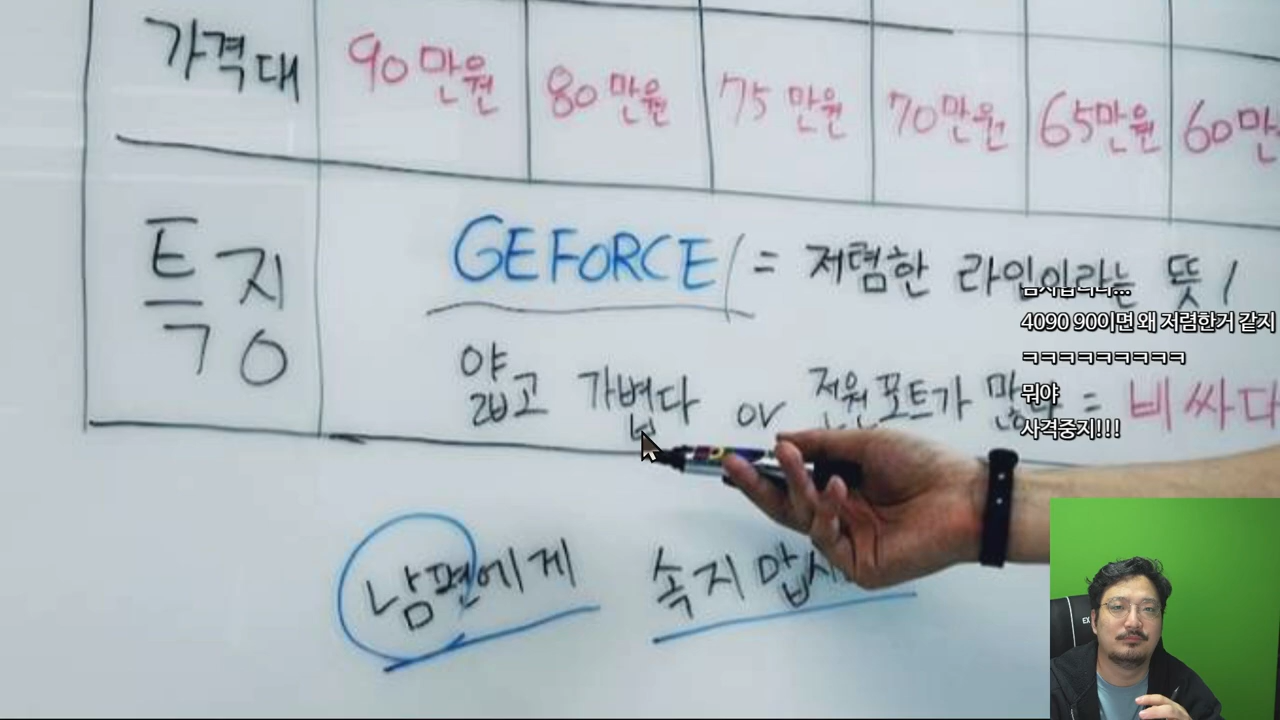 가격대 90만원 80만원 75만원 70만원 65만원 60만
특징
GEFORCE = 저렴한 라인이라는 뜻!
얇고 가볍다 or 전원포트가 많다 = 비싸다
남편에게 속지 맙시
4090 90이면 왜 저렴한거 같지
ㅋㅋㅋㅋㅋㅋㅋㅋㅋ
뭐야
사격중지!!!
EX